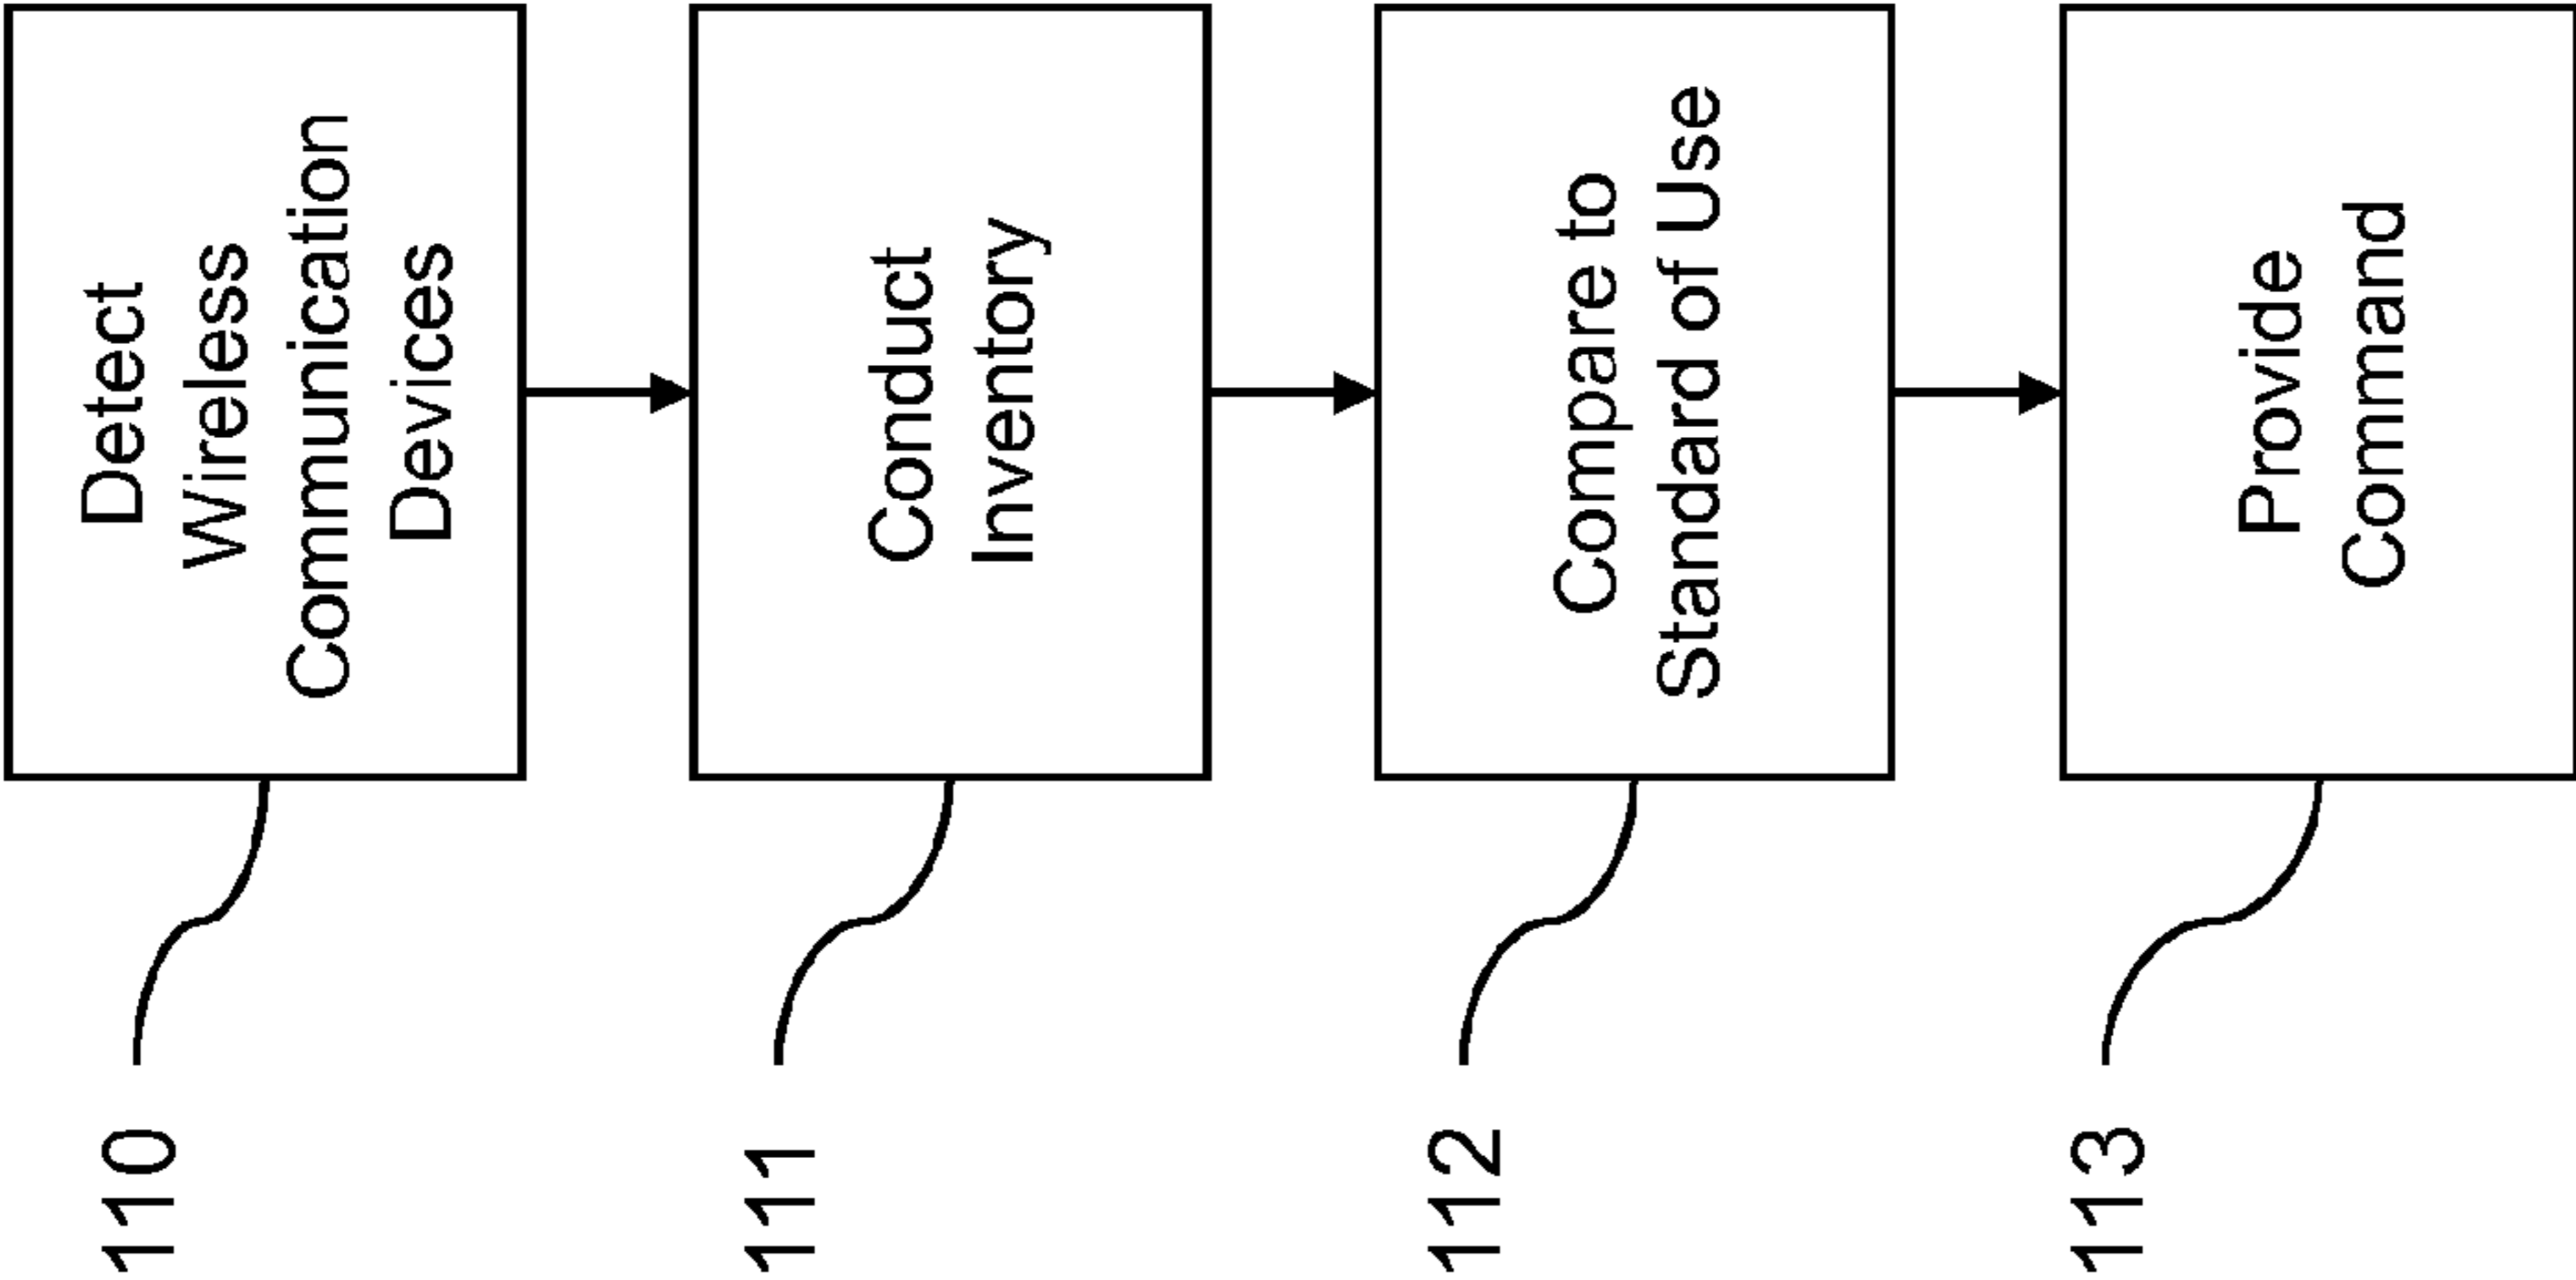 110
Detect
Wireless
Communication
Devices
111
Conduct
Inventory
112
Compare to
Standard of Use
113
Provide
Command